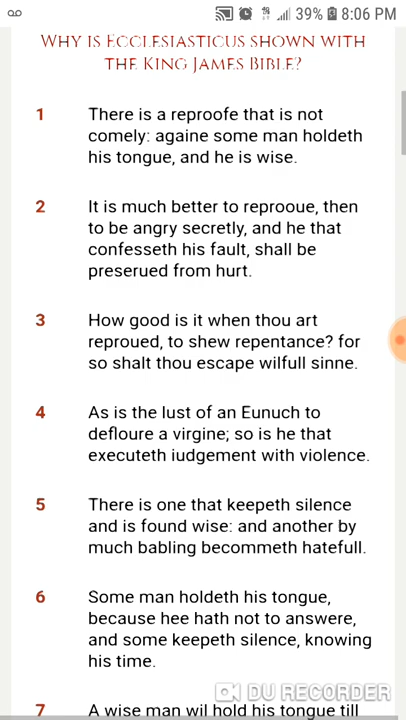 39% 8:06 PM
WHY IS ECCLESIASTICUS SHOWN WITH
THE KING JAMES BIBLE?
1 There is a reproofe that is not
comely: againe some man holdeth
his tongue, and he is wise.
2 It is much better to reprooue, then
to be angry secretly, and he that
confesseth his fault, shall be
preserued from hurt.
3 How good is it when thou art
reproued, to shew repentance? for
so shalt thou escape wilfull sinne.
4 As is the lust of an Eunuch to
defloure a virgine; so is he that
executeth iudgement with violence.
5 There is one that keepeth silence
and is found wise: and another by
much babling becommeth hatefull.
6 Some man holdeth his tongue,
because hee hath not to answere,
and some keepeth silence, knowing
his time.
7 A wise man wil hold his tongue till
DU RECORDER